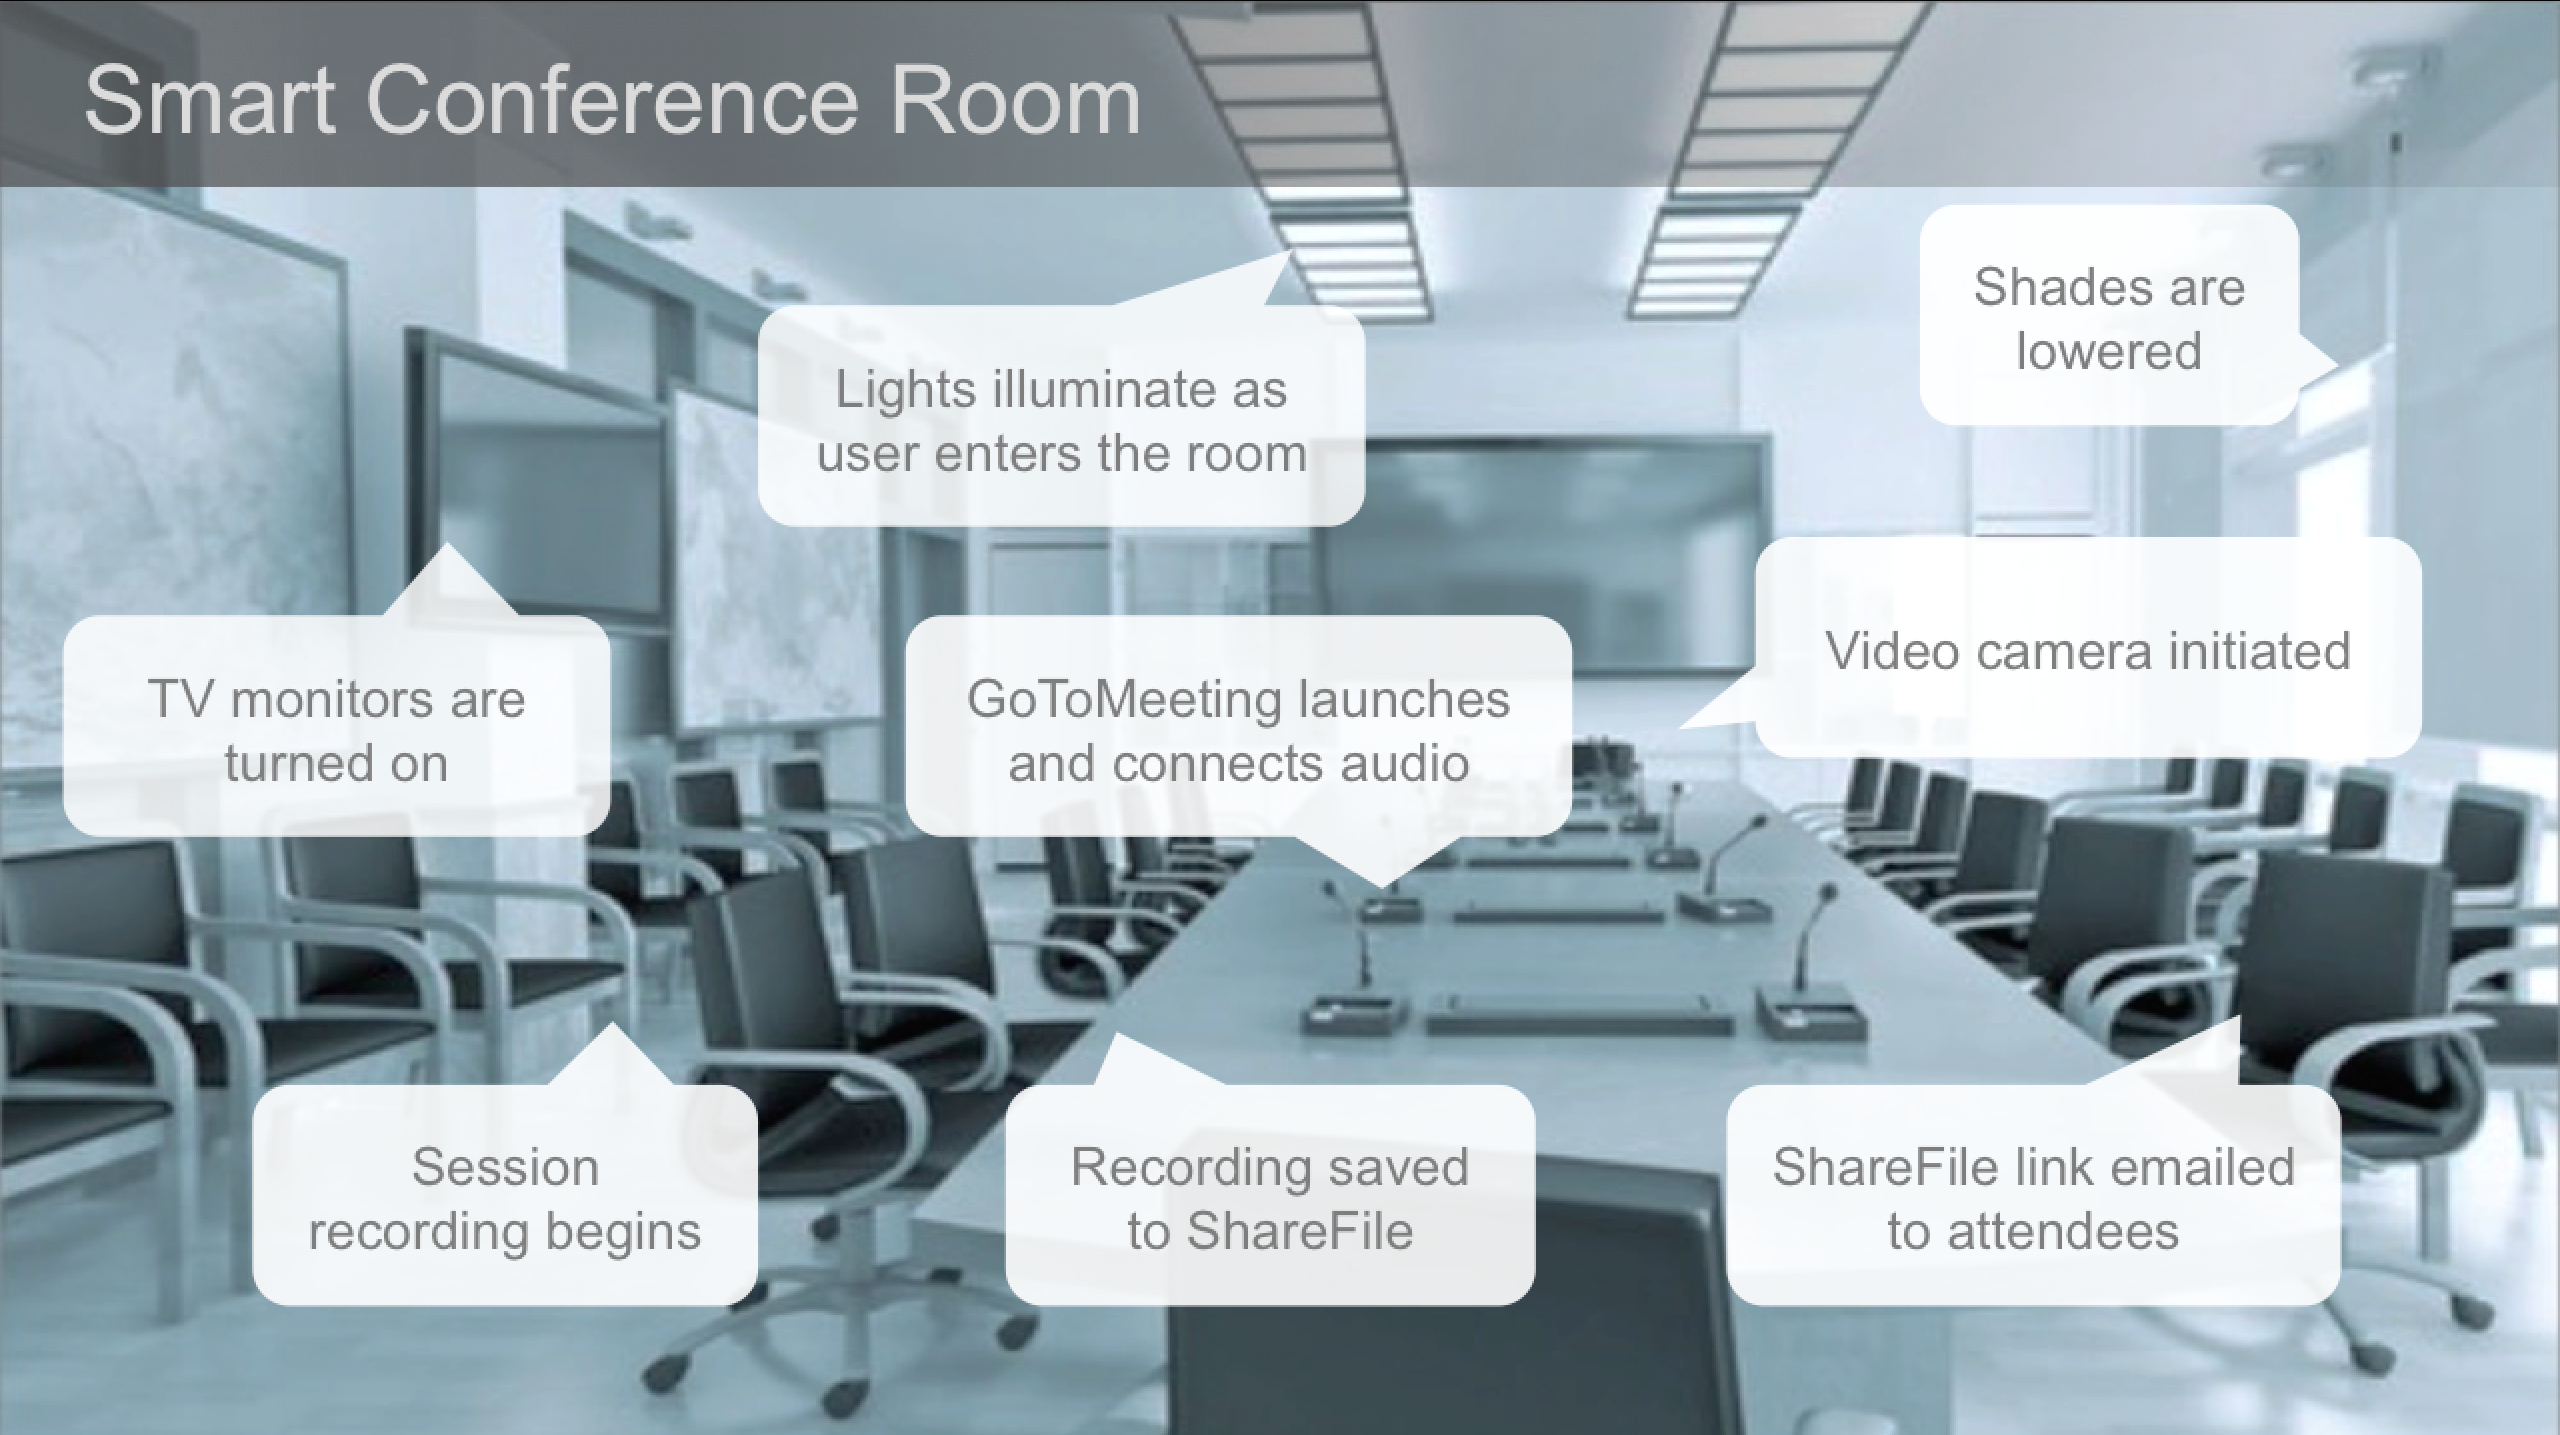 Smart Conference Room
Shades are
lowered
Lights illuminate as
user enters the room
Video camera initiated
TV monitors are
turned on
GoToMeeting launches
and connects audio
Session
recording begins
Recording saved
to ShareFile
ShareFile link emailed
to attendees